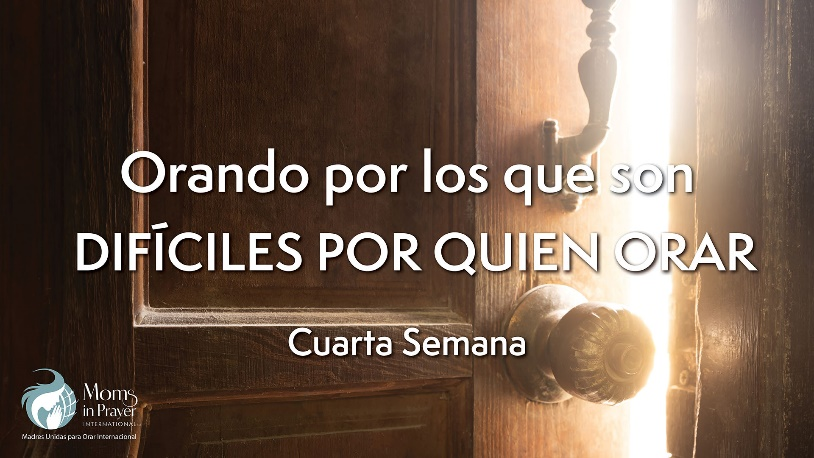 Orando por los que son
DIFÍCILES POR QUIEN ORAR
Cuarta Semana
Moms
in Prayer
INTERNATIONAL
Madres Unidas para Orar Internacional